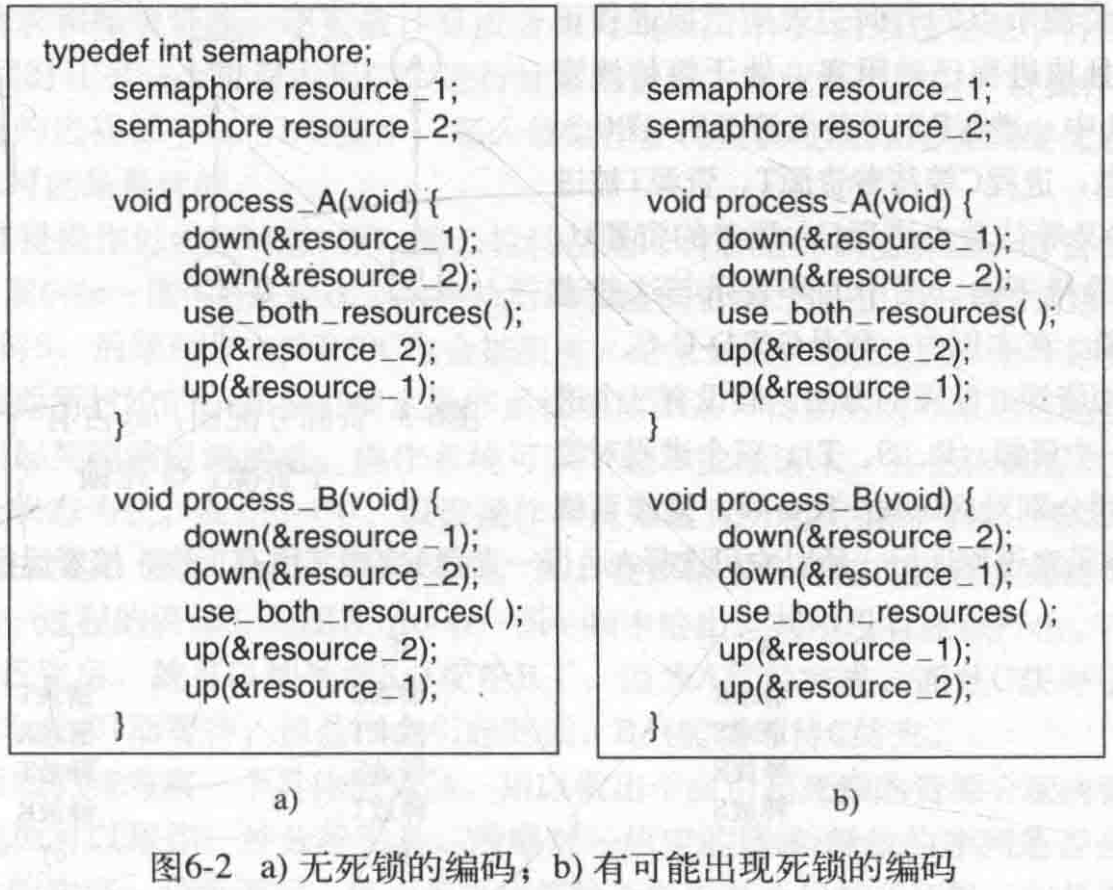 typedef int semaphore;
semaphore resource_1;
semaphore resource_2;
void process_A(void) {
down(&resource_1);
down(&resource_2);
use_both_resources( );
up(&resource_2);
up(&resource_1);
}
void process_B(void) {
down(&resource_1);
down(&resource_2);
use_both_resources( );
up(&resource_2);
up(&resource_1);
}
a)
semaphore resource_1;
semaphore resource_2;
void process_A(void) {
down(&resource_1);
down(&resource_2);
use_both_resources( );
up(&resource_2);
up(&resource_1);
}
void process_B(void) {
down(&resource_2);
down(&resource_1);
use_both_resources( );
up(&resource_1);
up(&resource_2);
}
b)
图6-2 a) 无死锁的编码；b) 有可能出现死锁的编码